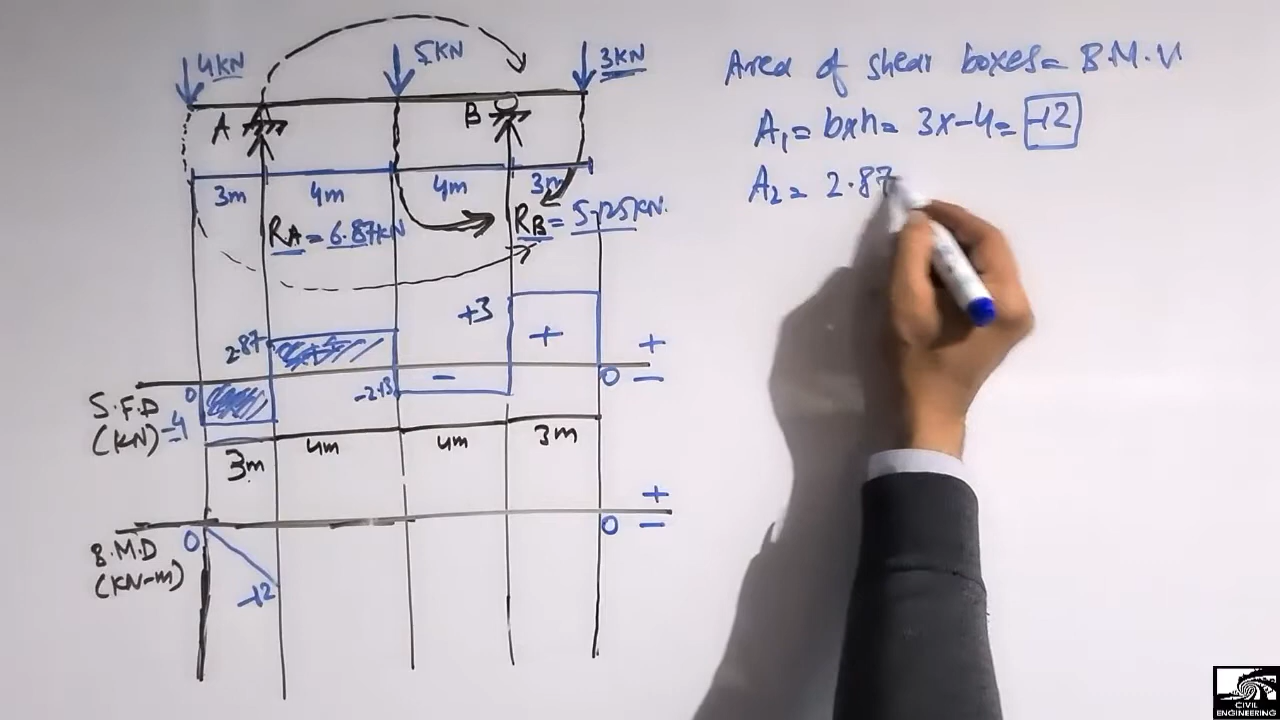 4KN 5KN 3KN
A B
3m 4m 4m 3m
RA = 6.87KN RB = 5.125KN.
+3
+
2.87
+
0 -2.13 - 0 -
S.F.D
(KN) -4
3m 4m 4m 3m
+
0 0 -
B.M.D
(KN-m) -12
Area of shear boxes = B.M.V
A1 = bxh = 3x-4 = -12
A2 = 2.87
CIVIL
ENGINEERING